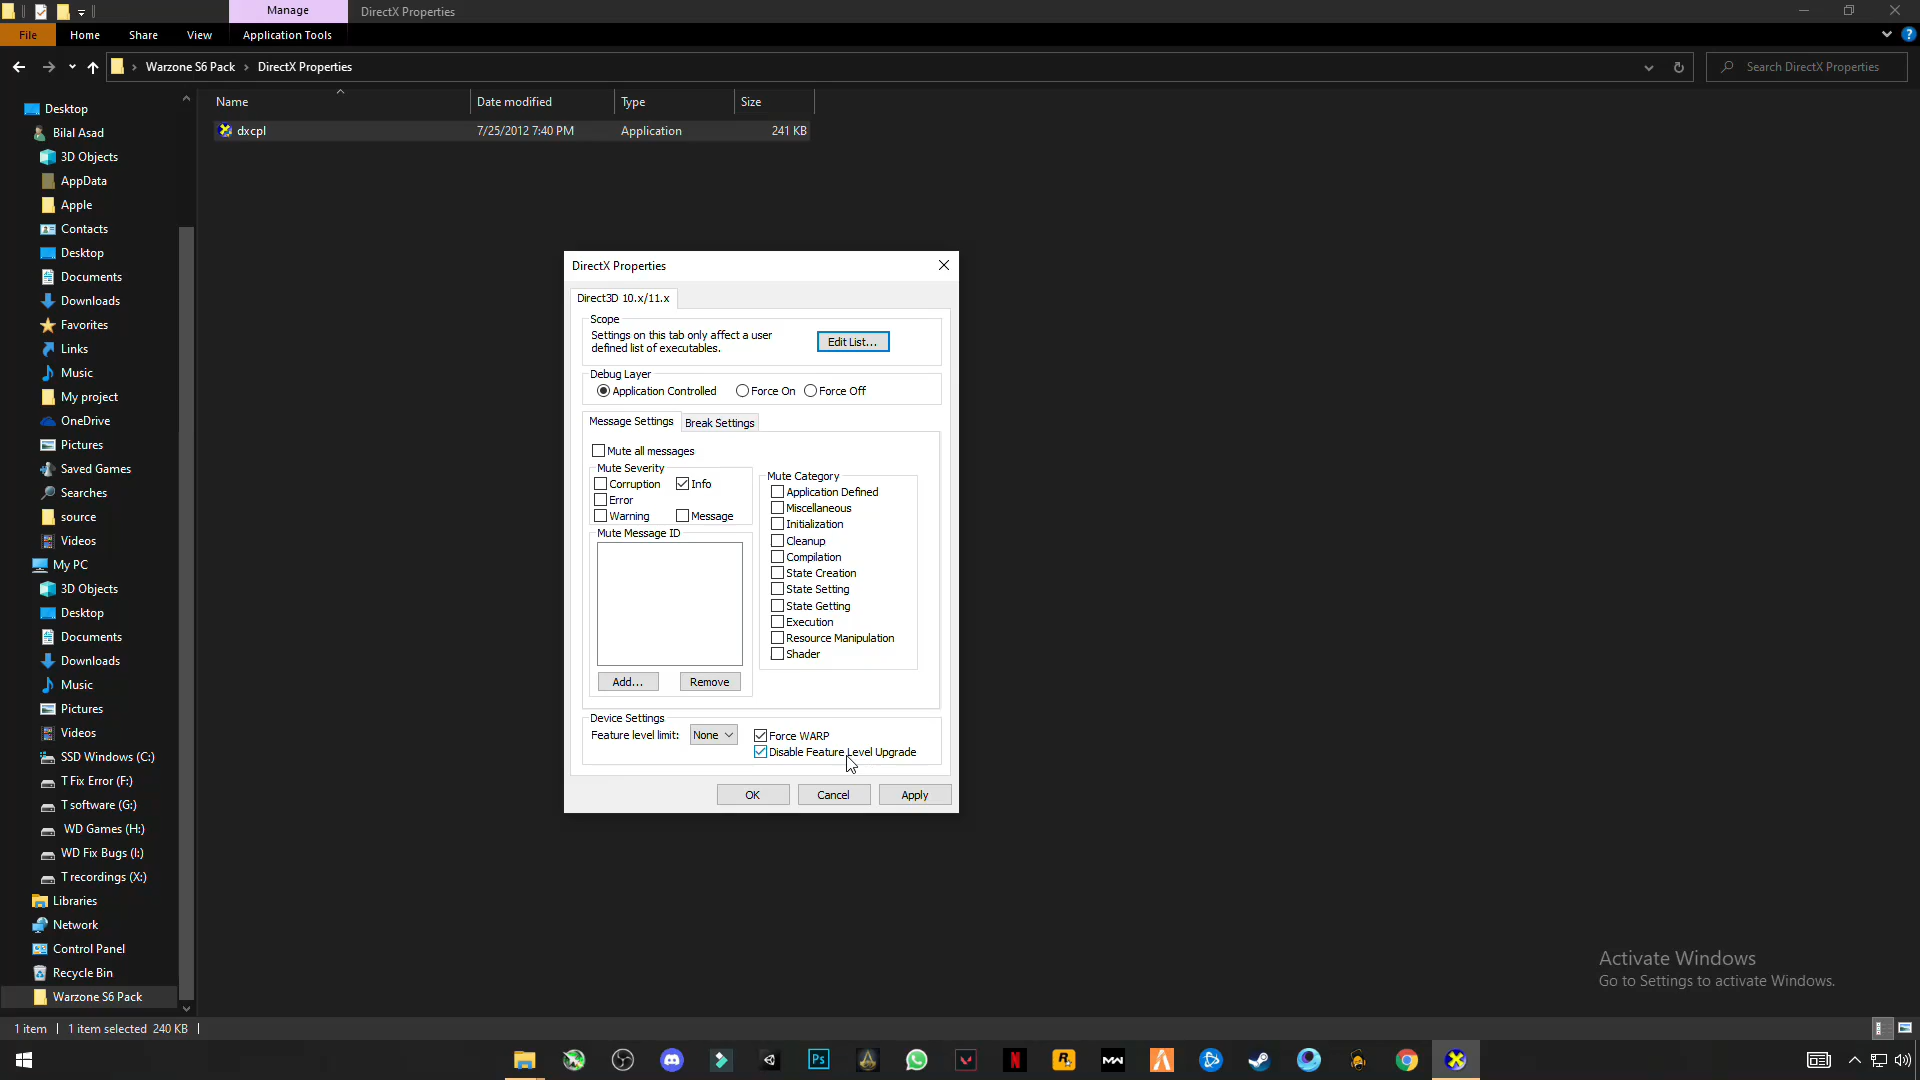 Manage
DirectX Properties
File
Home
Share
View
Application Tools
Warzone S6 Pack
DirectX Properties
Search DirectX Properties
Name
Date modified
Type
Size
dxcpl
7/25/2012 7:40 PM
Application
241 KB
Desktop
Bilal Asad
3D Objects
AppData
Apple
Contacts
Desktop
Documents
Downloads
Favorites
Links
Music
My project
OneDrive
Pictures
Saved Games
Searches
source
Videos
My PC
3D Objects
Desktop
Documents
Downloads
Music
Pictures
Videos
SSD Windows (C:)
T Fix Error (F:)
T software (G:)
WD Games (H:)
WD Fix Bugs (I:)
T recordings (X:)
Libraries
Network
Control Panel
Recycle Bin
Warzone S6 Pack
DirectX Properties
Direct3D 10.x/11.x
Scope
Settings on this tab only affect a user
defined list of executables.
Edit List...
Debug Layer
Application Controlled
Force On
Force Off
Message Settings
Break Settings
Mute all messages
Mute Severity
Corruption
Info
Error
Warning
Message
Mute Message ID
Add...
Remove
Mute Category
Application Defined
Miscellaneous
Initialization
Cleanup
Compilation
State Creation
State Setting
State Getting
Execution
Resource Manipulation
Shader
Device Settings
Feature level limit:
None
Force WARP
Disable Feature Level Upgrade
OK
Cancel
Apply
Activate Windows
Go to Settings to activate Windows.
1 item
1 item selected 240 KB
Ps